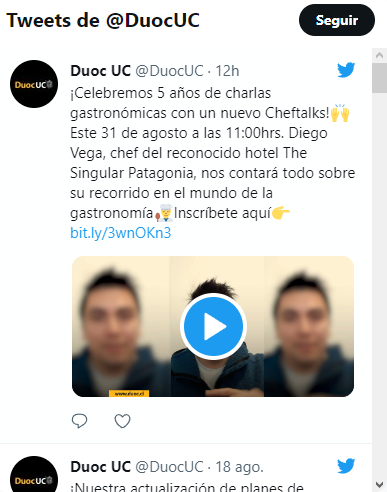 Tweets de @DuocUC
Seguir
DuocUC
Duoc UC @DuocUC · 12h
¡Celebremos 5 años de charlas
gastronómicas con un nuevo Cheftalks!🙌
Este 31 de agosto a las 11:00hrs. Diego
Vega, chef del reconocido hotel The
Singular Patagonia, nos contará todo sobre
su recorrido en el mundo de la
gastronomía👨‍🍳Inscríbete aquí👉
bit.ly/3wnOKn3
www.duoc.cl
DuocUC
Duoc UC @DuocUC · 18 ago.
¡Nuestra actualización de planes de